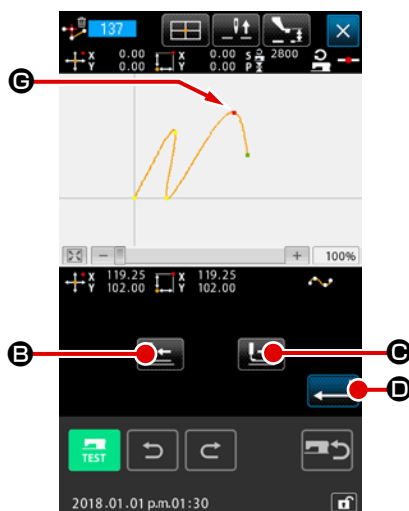 137
X 0.00 X 0.00 S 2800
Y 0.00 Y 0.00 P
G
100%
X 119.25 X 119.25
Y 102.00 Y 102.00
B
C
D
TEST
2018.01.01 p.m.01:30